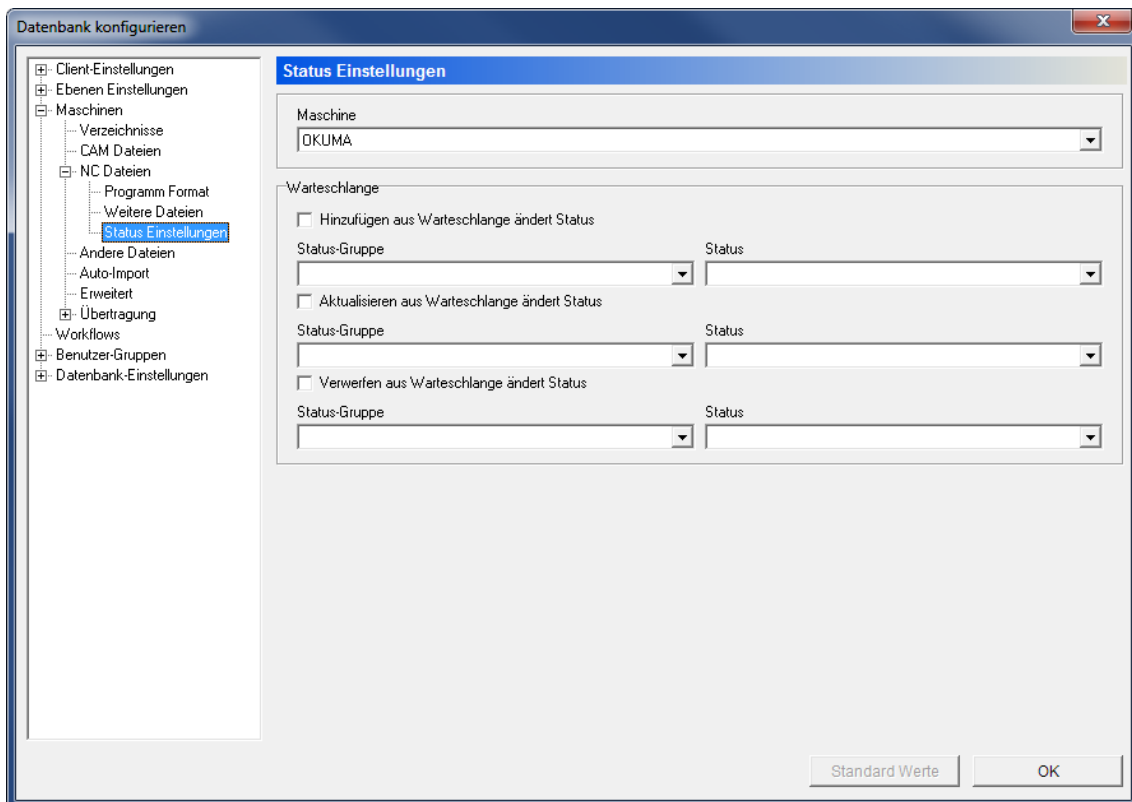 Datenbank konfigurieren
Client-Einstellungen
Ebenen Einstellungen
Maschinen
Verzeichnisse
CAM Dateien
NC Dateien
Programm Format
Weitere Dateien
Status Einstellungen
Andere Dateien
Auto-Import
Erweitert
Übertragung
Workflows
Benutzer-Gruppen
Datenbank-Einstellungen
Status Einstellungen
Maschine
OKUMA
Warteschlange
Hinzufügen aus Warteschlange ändert Status
Status-Gruppe Status
Aktualisieren aus Warteschlange ändert Status
Status-Gruppe Status
Verwerfen aus Warteschlange ändert Status
Status-Gruppe Status
Standard Werte OK